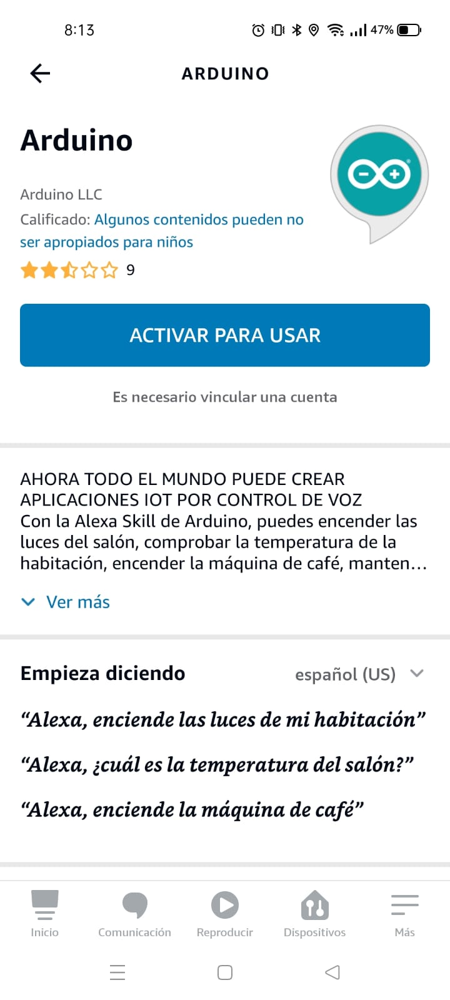 8:13
47%
ARDUINO
Arduino
Arduino LLC
Calificado: Algunos contenidos pueden no
ser apropiados para niños
9
ACTIVAR PARA USAR
Es necesario vincular una cuenta
AHORA TODO EL MUNDO PUEDE CREAR
APLICACIONES IOT POR CONTROL DE VOZ
Con la Alexa Skill de Arduino, puedes encender las
luces del salón, comprobar la temperatura de la
habitación, encender la máquina de café, manten...
Ver más
Empieza diciendo
español (US)
“Alexa, enciende las luces de mi habitación”
“Alexa, ¿cuál es la temperatura del salón?”
“Alexa, enciende la máquina de café”
Inicio
Comunicación
Reproducir
Dispositivos
Más